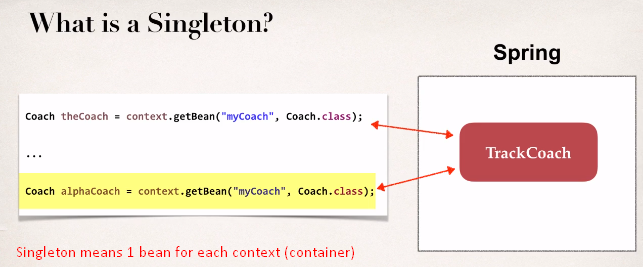 What is a Singleton?
Spring
Coach theCoach = context.getBean("myCoach", Coach.class);
...
Coach alphaCoach = context.getBean("myCoach", Coach.class);
TrackCoach
Singleton means 1 bean for each context (container)